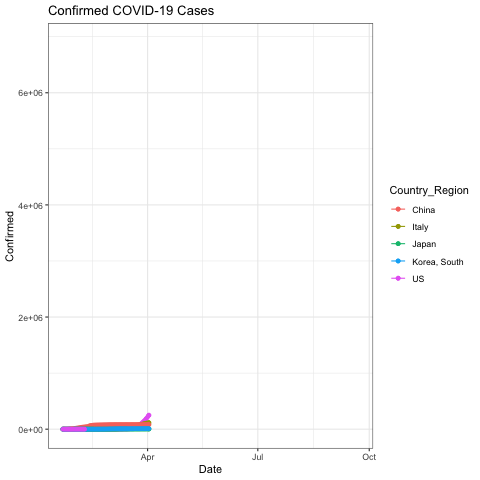 Confirmed COVID-19 Cases
6e+06
4e+06
2e+06
0e+00
Confirmed
Apr
Jul
Oct
Date
Country_Region
China
Italy
Japan
Korea, South
US